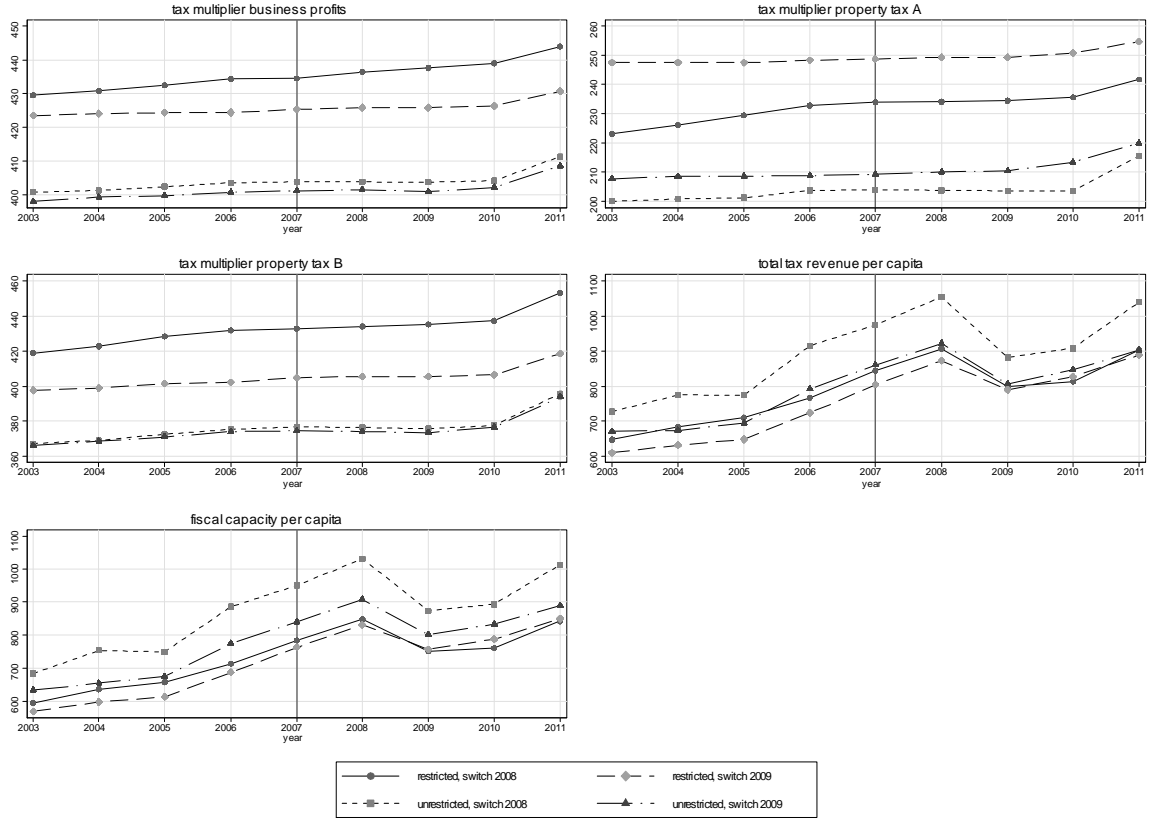 tax multiplier business profits
450
440
430
420
410
400
2003 2004 2005 2006 2007 2008 2009 2010 2011
year
tax multiplier property tax A
260
250
240
230
220
210
200
2003 2004 2005 2006 2007 2008 2009 2010 2011
year
tax multiplier property tax B
460
440
420
400
380
360
2003 2004 2005 2006 2007 2008 2009 2010 2011
year
total tax revenue per capita
1100
1000
900
800
700
600
2003 2004 2005 2006 2007 2008 2009 2010 2011
year
fiscal capacity per capita
1100
1000
900
800
700
600
2003 2004 2005 2006 2007 2008 2009 2010 2011
year
restricted, switch 2008 restricted, switch 2009
unrestricted, switch 2008 unrestricted, switch 2009